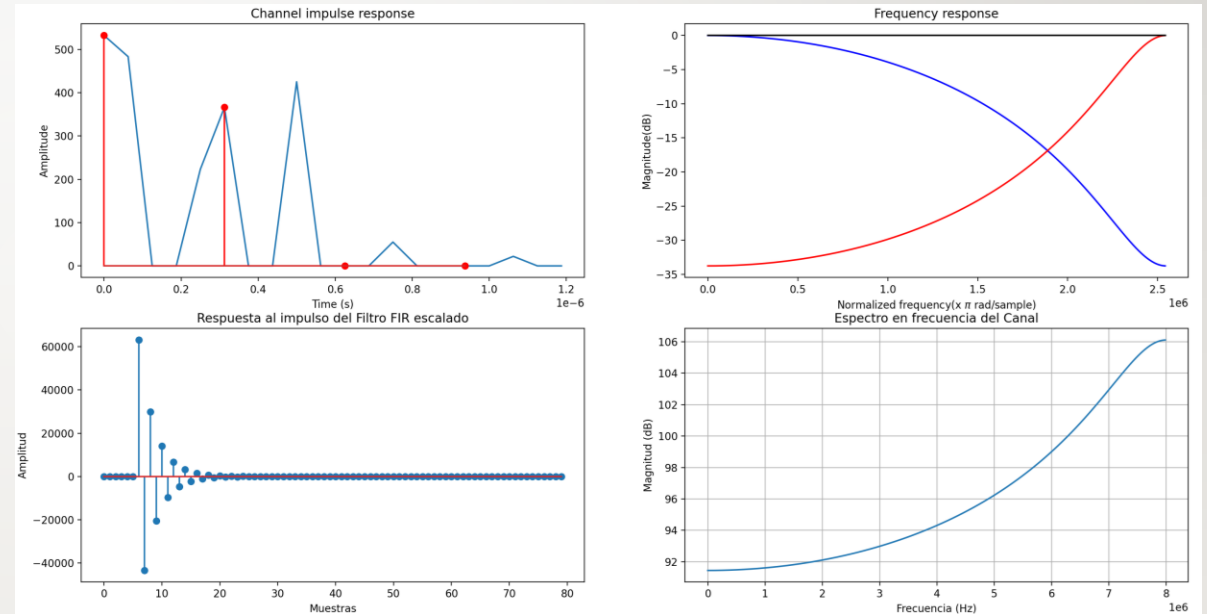 Channel impulse response
Amplitude
500
400
300
200
100
0
0.0 0.2 0.4 0.6 0.8 1.0 1.2
1e−6
Time (s)
Frequency response
Magnitude(dB)
0
−5
−10
−15
−20
−25
−30
−35
0.0 0.5 1.0 1.5 2.0 2.5
1e6
Normalized frequency(x π rad/sample)
Respuesta al impulso del Filtro FIR escalado
Amplitud
60000
40000
20000
0
−20000
−40000
0 10 20 30 40 50 60 70 80
Muestras
Espectro en frecuencia del Canal
Magnitud (dB)
106
104
102
100
98
96
94
92
0 1 2 3 4 5 6 7 8
1e6
Frecuencia (Hz)